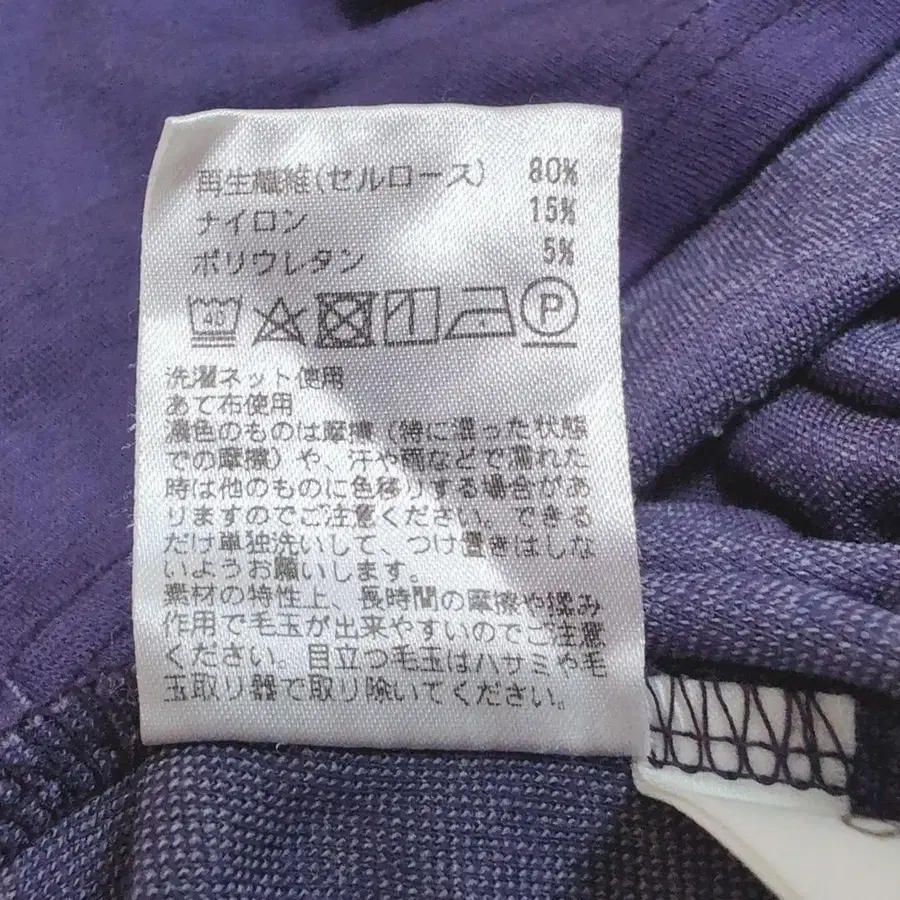 再生繊維(セルロース) 80%
ナイロン 15%
ポリウレタン 5%
40
P
洗濯ネット使用
あて布使用
濃色のものは摩擦(特に湿った状態
での摩擦)や、汗や雨などで濡れた
時は他のものに色移りする場合があ
りますのでご注意ください。できる
だけ単独洗いして、つけ置きはしな
いようお願いします。
素材の特性上、長時間の摩擦や揉み
作用で毛玉が出来やすいのでご注意
ください。目立つ毛玉はハサミや毛
玉取り器で取り除いてください。